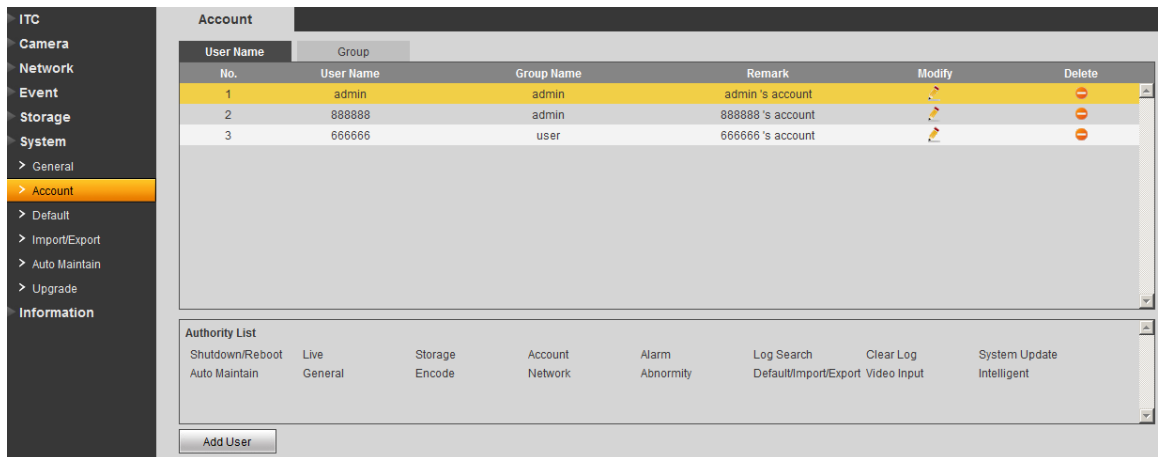 ITC
Camera
Network
Event
Storage
System
> General
> Account
> Default
> Import/Export
> Auto Maintain
> Upgrade
Information
Account
User Name Group
No. User Name Group Name Remark Modify Delete
1 admin admin admin 's account
2 888888 admin 888888 's account
3 666666 user 666666 's account
Authority List
Shutdown/Reboot Live Storage Account Alarm Log Search Clear Log System Update
Auto Maintain General Encode Network Abnormity Default/Import/Export Video Input Intelligent
Add User